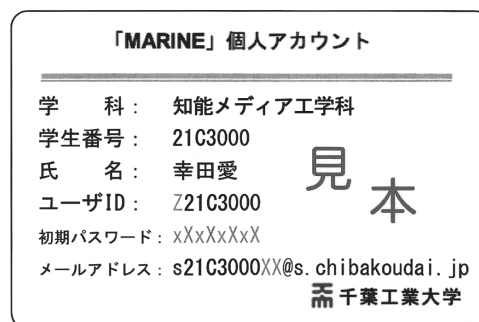 「MARINE」個人アカウント
学　　科： 知能メディア工学科
学生番号： 21C3000
氏　　名： 幸田愛
ユーザID： Z21C3000
初期パスワード： xXxXxXxX
メールアドレス： s21C3000XX@s.chibakoudai.jp
見本
千葉工業大学